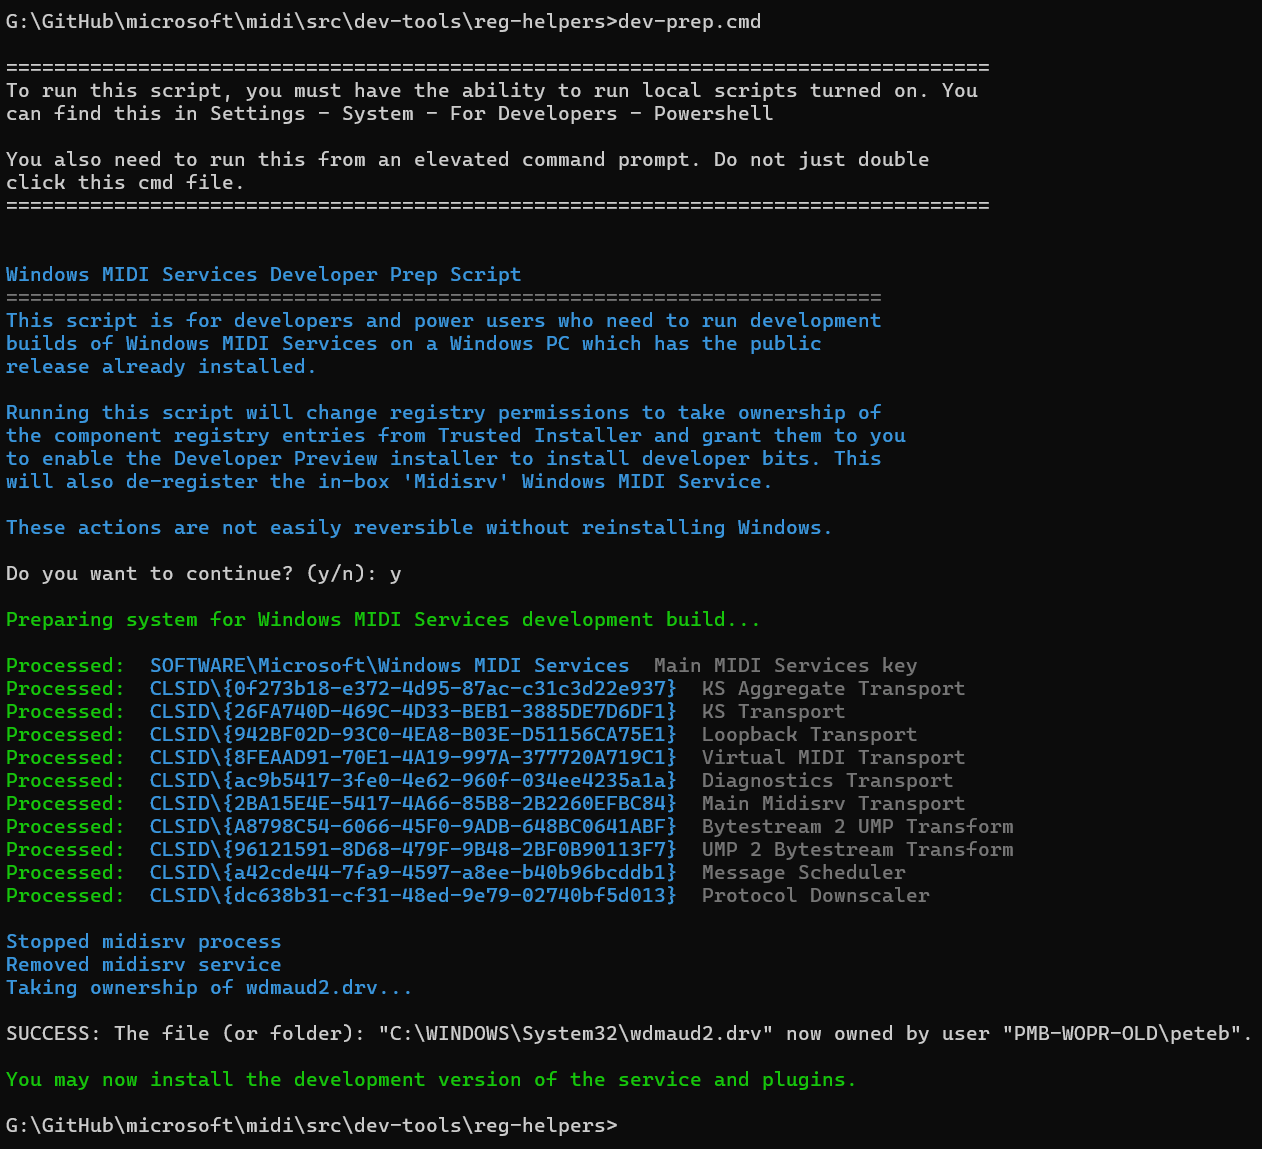 G:\GitHub\microsoft\midi\src\dev-tools\reg-helpers>dev-prep.cmd
==================================================================================
To run this script, you must have the ability to run local scripts turned on. You
can find this in Settings - System - For Developers - Powershell
You also need to run this from an elevated command prompt. Do not just double
click this cmd file.
==================================================================================
Windows MIDI Services Developer Prep Script
=========================================================================
This script is for developers and power users who need to run development
builds of Windows MIDI Services on a Windows PC which has the public
release already installed.
Running this script will change registry permissions to take ownership of
the component registry entries from Trusted Installer and grant them to you
to enable the Developer Preview installer to install developer bits. This
will also de-register the in-box 'Midisrv' Windows MIDI Service.
These actions are not easily reversible without reinstalling Windows.
Do you want to continue? (y/n): y
Preparing system for Windows MIDI Services development build...
Processed:  SOFTWARE\Microsoft\Windows MIDI Services  Main MIDI Services key
Processed:  CLSID\{0f273b18-e372-4d95-87ac-c31c3d22e937}  KS Aggregate Transport
Processed:  CLSID\{26FA740D-469C-4D33-BEB1-3885DE7D6DF1}  KS Transport
Processed:  CLSID\{942BF02D-93C0-4EA8-B03E-D51156CA75E1}  Loopback Transport
Processed:  CLSID\{8FEAAD91-70E1-4A19-997A-377720A719C1}  Virtual MIDI Transport
Processed:  CLSID\{ac9b5417-3fe0-4e62-960f-034ee4235a1a}  Diagnostics Transport
Processed:  CLSID\{2BA15E4E-5417-4A66-85B8-2B2260EFBC84}  Main Midisrv Transport
Processed:  CLSID\{A8798C54-6066-45F0-9ADB-648BC0641ABF}  Bytestream 2 UMP Transform
Processed:  CLSID\{96121591-8D68-479F-9B48-2BF0B90113F7}  UMP 2 Bytestream Transform
Processed:  CLSID\{a42cde44-7fa9-4597-a8ee-b40b96bcddb1}  Message Scheduler
Processed:  CLSID\{dc638b31-cf31-48ed-9e79-02740bf5d013}  Protocol Downscaler
Stopped midisrv process
Removed midisrv service
Taking ownership of wdmaud2.drv...
SUCCESS: The file (or folder): "C:\WINDOWS\System32\wdmaud2.drv" now owned by user "PMB-WOPR-OLD\peteb".
You may now install the development version of the service and plugins.
G:\GitHub\microsoft\midi\src\dev-tools\reg-helpers>